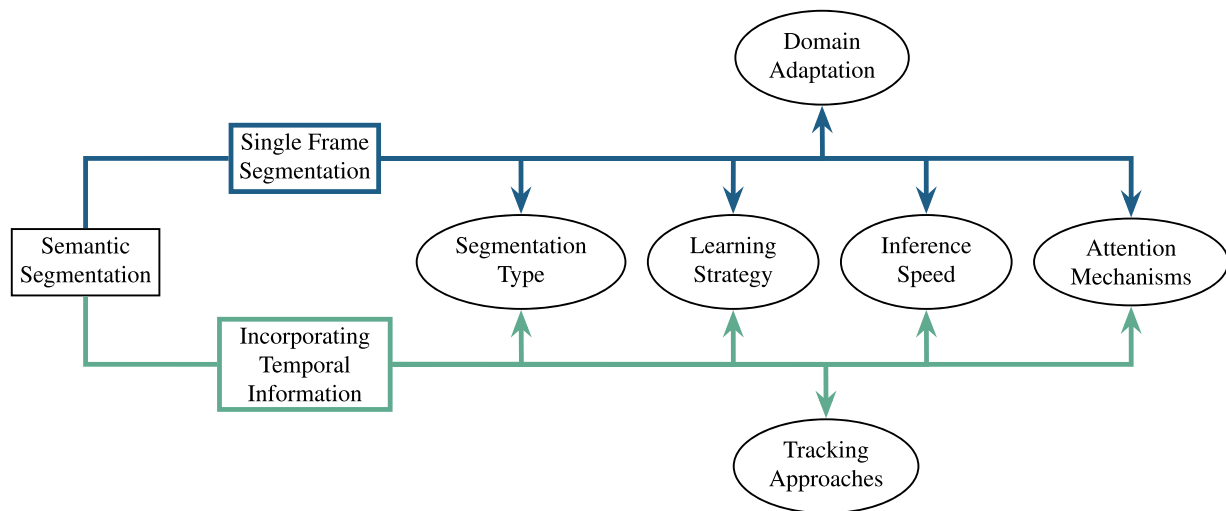 Domain
Adaptation
Single Frame
Segmentation
Semantic
Segmentation
Segmentation
Type
Learning
Strategy
Inference
Speed
Attention
Mechanisms
Incorporating
Temporal
Information
Tracking
Approaches